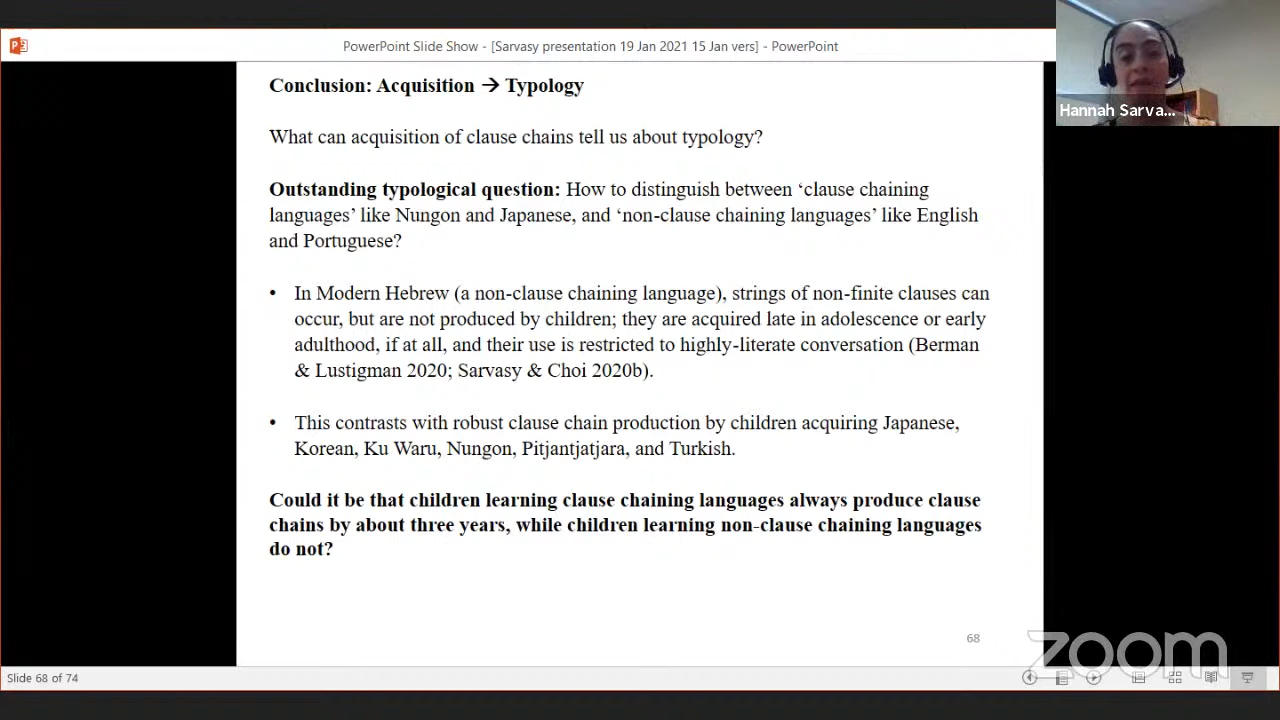 PowerPoint Slide Show - [Sarvasy presentation 19 Jan 2021 15 Jan vers] - PowerPoint
Hannah Sarva...
Conclusion: Acquisition → Typology
What can acquisition of clause chains tell us about typology?
Outstanding typological question: How to distinguish between ‘clause chaining
languages’ like Nungon and Japanese, and ‘non-clause chaining languages’ like English
and Portuguese?
• In Modern Hebrew (a non-clause chaining language), strings of non-finite clauses can
occur, but are not produced by children; they are acquired late in adolescence or early
adulthood, if at all, and their use is restricted to highly-literate conversation (Berman
& Lustigman 2020; Sarvasy & Choi 2020b).
• This contrasts with robust clause chain production by children acquiring Japanese,
Korean, Ku Waru, Nungon, Pitjantjatjara, and Turkish.
Could it be that children learning clause chaining languages always produce clause
chains by about three years, while children learning non-clause chaining languages
do not?
68
zoom
Slide 68 of 74